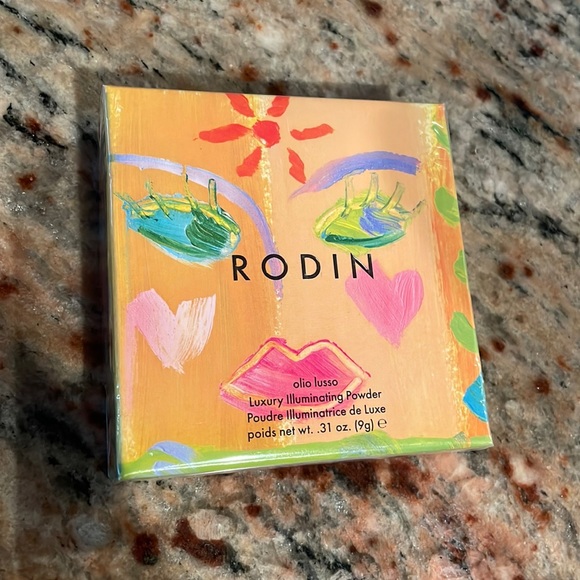 RODIN
olio lusso
Luxury Illuminating Powder
Poudre Illuminatrice de Luxe
poids net wt. .31 oz. (9g) ℮